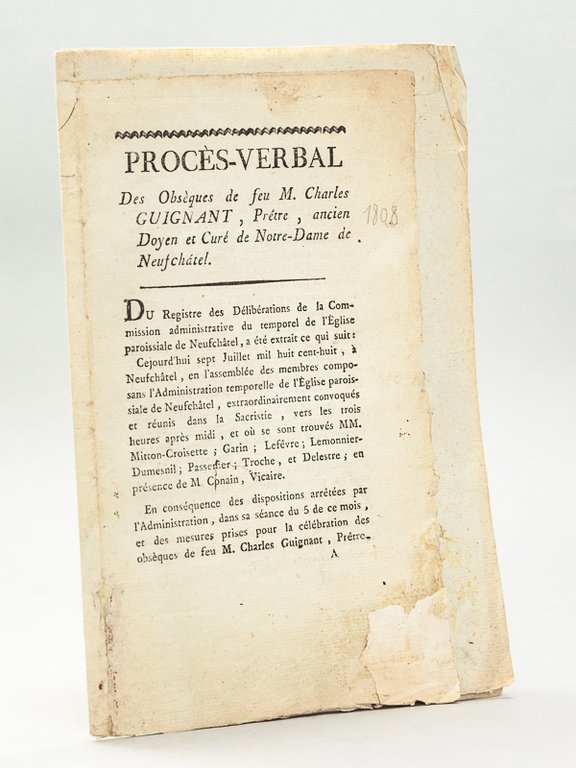 PROCÈS-VERBAL
Des Obsèques de feu M. Charles
GUIGNANT, Prêtre, ancien
Doyen et Curé de Notre-Dame de
Neufchâtel.
1808
DU Registre des Délibérations de la Com-
mission administrative du temporel de l'Église
paroissiale de Neufchâtel, a été extrait ce qui suit:
Cejourd'hui sept Juillet mil huit cent-huit, à
Neufchâtel, en l'assemblée des membres compo-
sans l'Administration temporelle de l'Église parois-
siale de Neufchâtel, extraordinairement convoqués
et réunis dans la Sacristie, vers les trois
heures après midi, et où se sont trouvés MM.
Mitton-Croisette; Garin; Lefêvre; Lemonnier-
Dumesnil; Troche, et Delestre; en
présence de M. Vicaire.
En conséquence des dispositions arrêtées par
l'Administration, dans sa séance du 5 de ce mois,
et des mesures prises pour la célébration des
obsèques de feu M. Charles Guignant, Prêtre
A